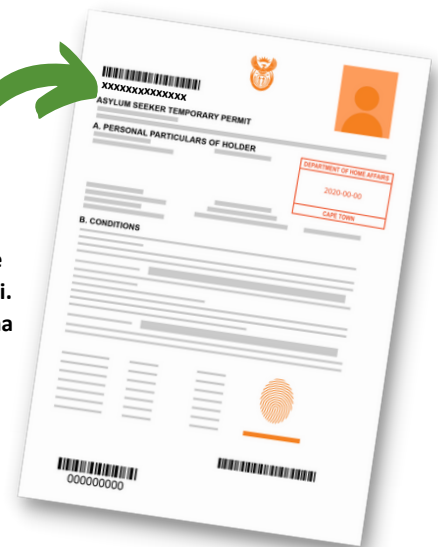 XXXXXXXXXXXXXX
ASYLUM SEEKER TEMPORARY PERMIT
A. PERSONAL PARTICULARS OF HOLDER
DEPARTMENT OF HOME AFFAIRS
2020-00-00
CAPE TOWN
B. CONDITIONS
i.
000000000